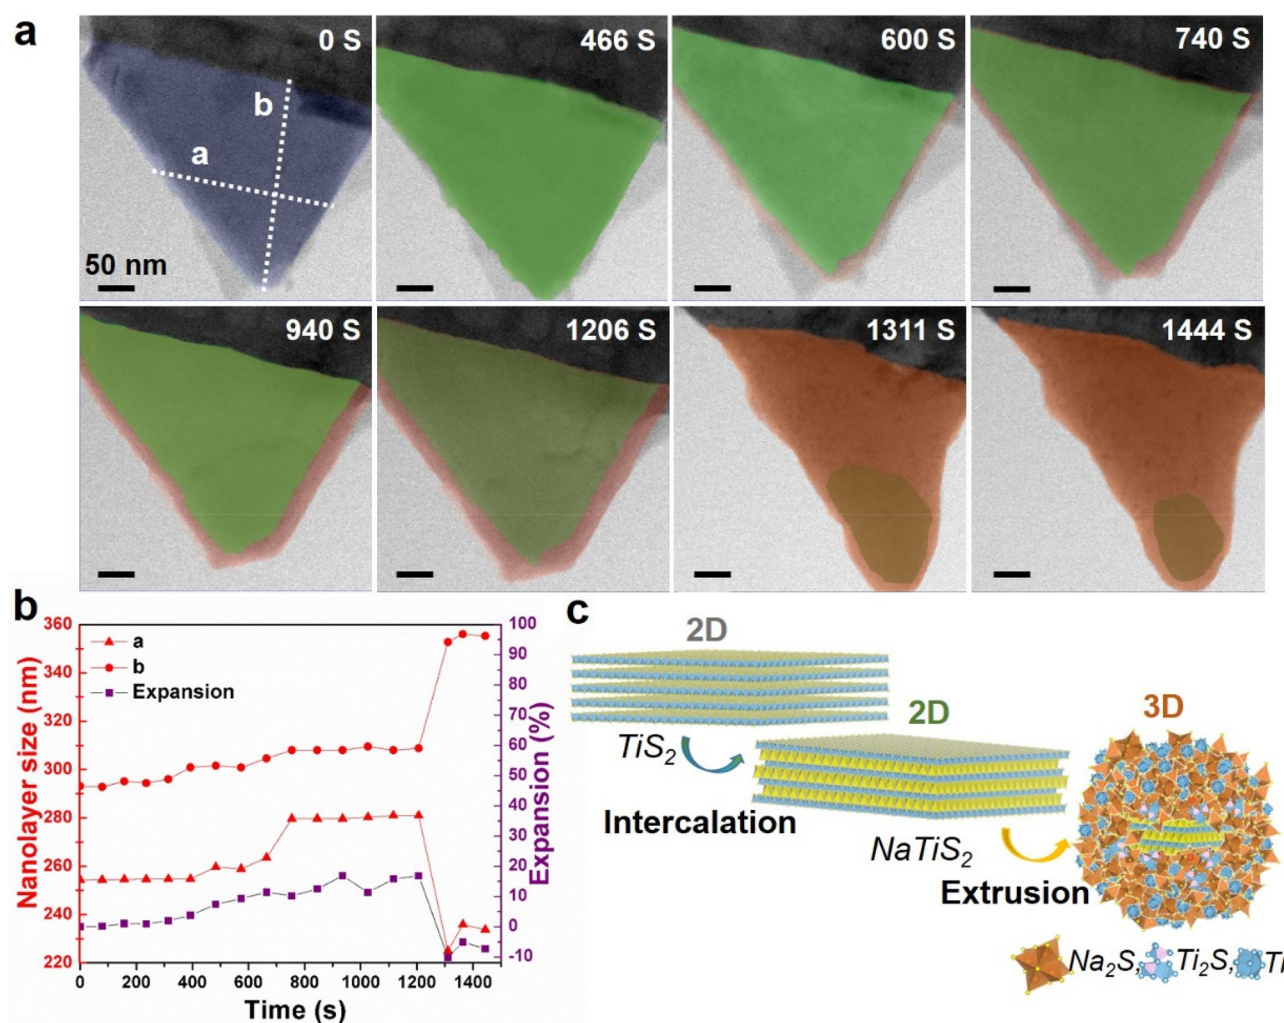 a
0 S
466 S
600 S
740 S
b
a
50 nm
940 S
1206 S
1311 S
1444 S
b
Nanolayer size (nm)
360
340
320
300
280
260
240
220
a
b
Expansion
100
90
80
70
60
50
40
30
20
10
0
-10
Expansion (%)
0 200 400 600 800 1000 1200 1400
Time (s)
c
2D
TiS2
Intercalation
2D
NaTiS2
Extrusion
3D
Na2S, Ti2S, Ti